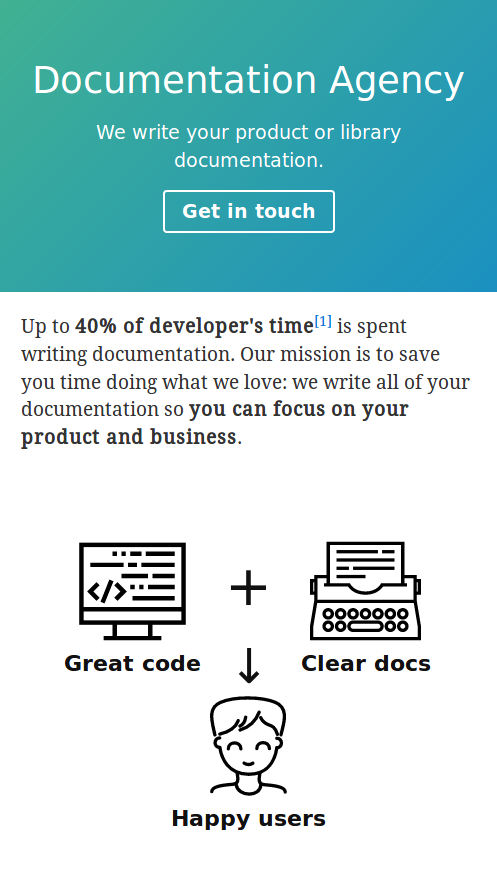 Documentation Agency
We write your product or library
documentation.
Get in touch
Up to 40% of developer's time[1] is spent
writing documentation. Our mission is to save
you time doing what we love: we write all of your
documentation so you can focus on your
product and business.
</>
+
Great code
Clear docs
↓
Happy users